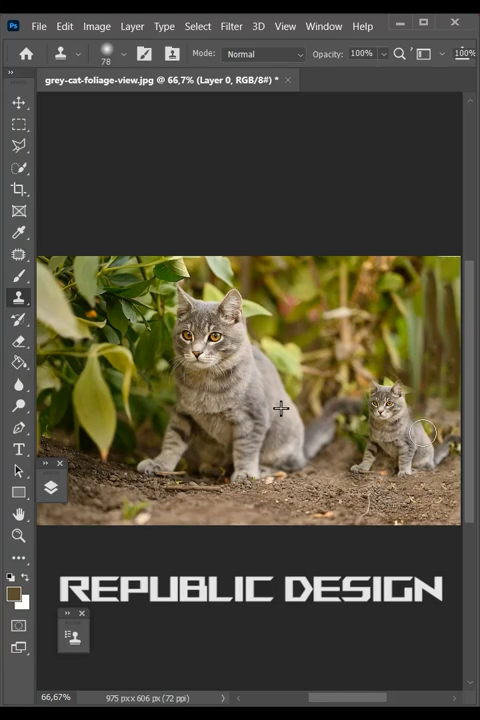 File Edit Image Layer Type Select Filter 3D View Window Help
78 Mode: Normal Opacity: 100% 100%
grey-cat-foliage-view.jpg @ 66,7% (Layer 0, RGB/8#) *
REPUBLIC DESIGN
66,67% 975 px x 606 px (72 ppi)